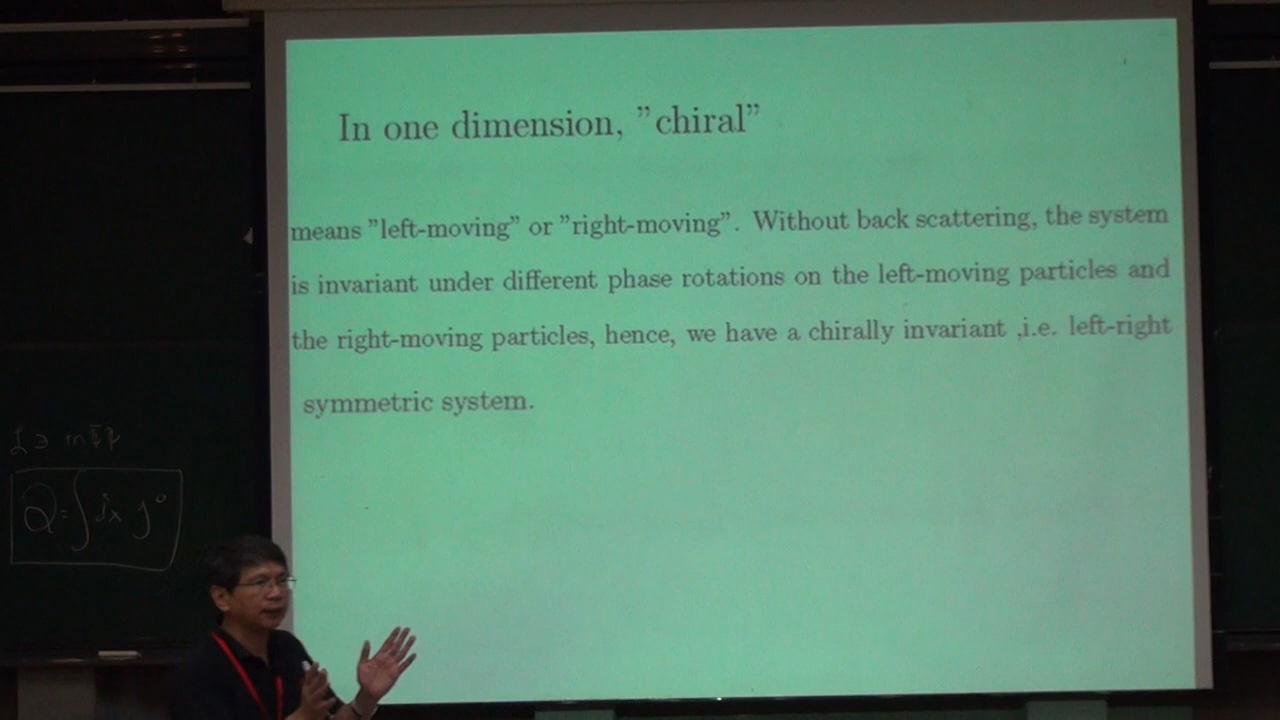 In one dimension, ”chiral”
means ”left-moving” or ”right-moving”. Without back scattering, the system
is invariant under different phase rotations on the left-moving particles and
the right-moving particles, hence, we have a chirally invariant ,i.e. left-right
symmetric system.
Q=∫dx j⁰